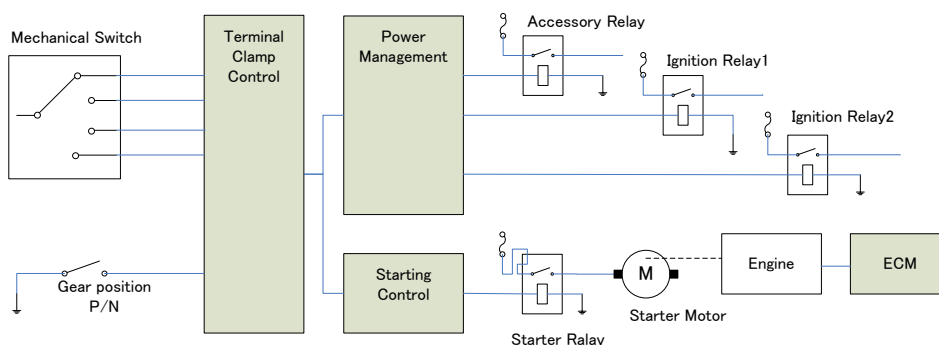 Mechanical Switch
Terminal
Clamp
Control
Power
Management
Accessory Relay
Ignition Relay1
Ignition Relay2
Gear position
P/N
Starting
Control
Starter Ralay
M
Starter Motor
Engine
ECM